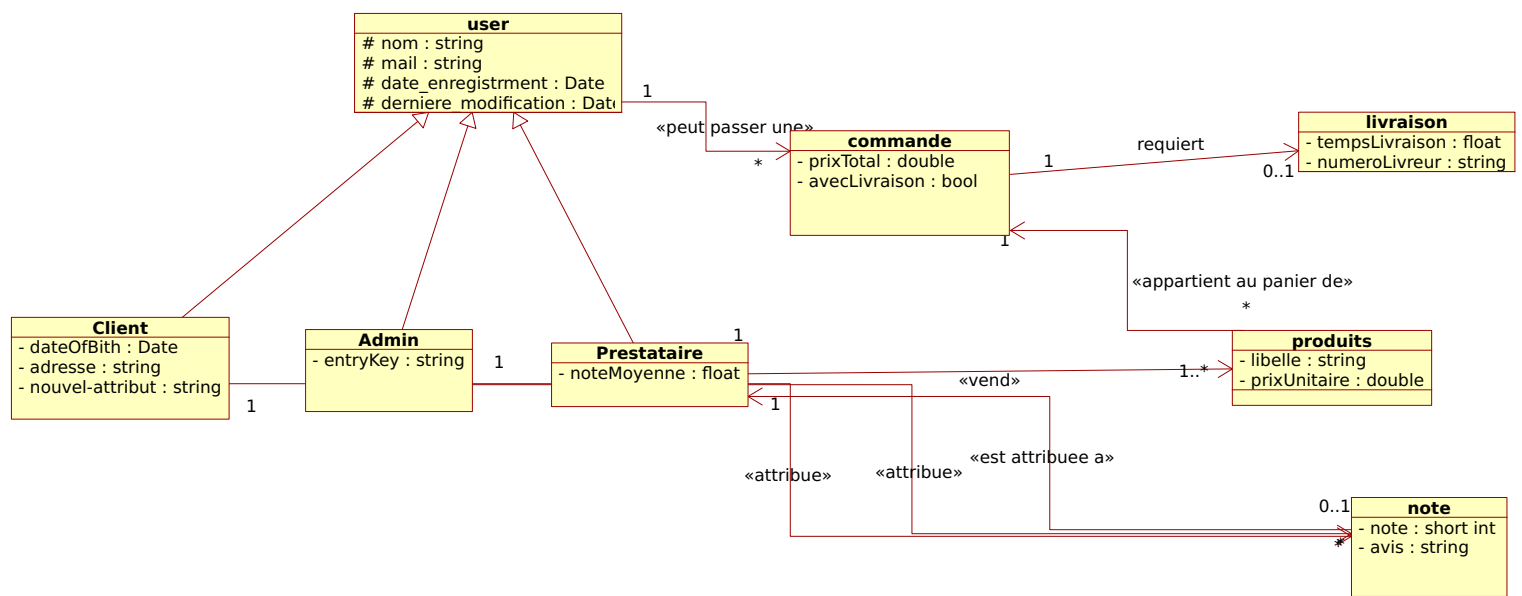 user
# nom : string
# mail : string
# date_enregistrment : Date
# derniere_modification : Date
1
«peut passer une»
*
commande
- prixTotal : double
- avecLivraison : bool
1
requiert
0..1
livraison
- tempsLivraison : float
- numeroLivreur : string
1
«appartient au panier de»
*
Client
- dateOfBith : Date
- adresse : string
- nouvel-attribut : string
1
Admin
- entryKey : string
1
Prestataire
- noteMoyenne : float
1
«vend»
1..*
produits
- libelle : string
- prixUnitaire : double
1
«est attribuee a»
«attribue»
«attribue»
0..1
*
*
note
- note : short int
- avis : string